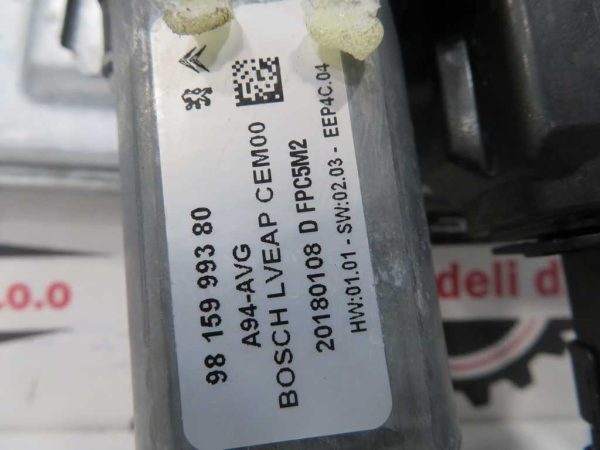 98 159 993 80
A94-AVG
BOSCH LVEAP CEM00
20180108 D FPC5M2
HW:01.01 - SW:02.03 - EEP4C.04
.o.o
deli d